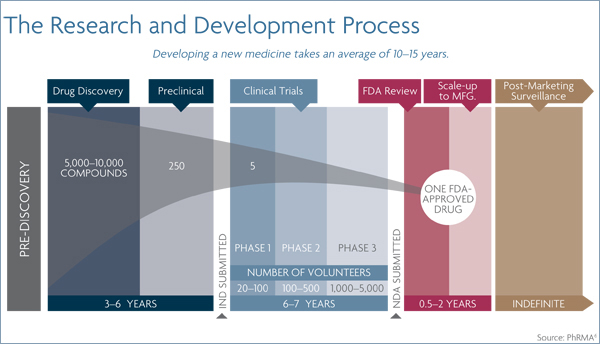 The Research and Development Process
Developing a new medicine takes an average of 10–15 years.
Drug Discovery
Preclinical
Clinical Trials
FDA Review
Scale-up
to MFG.
Post-Marketing
Surveillance
PRE-DISCOVERY
5,000–10,000
COMPOUNDS
250
5
ONE FDA-
APPROVED
DRUG
IND SUBMITTED
NDA SUBMITTED
PHASE 1
PHASE 2
PHASE 3
NUMBER OF VOLUNTEERS
20–100
100–500
1,000–5,000
3–6 YEARS
6–7 YEARS
0.5–2 YEARS
INDEFINITE
Source: PhRMA⁸